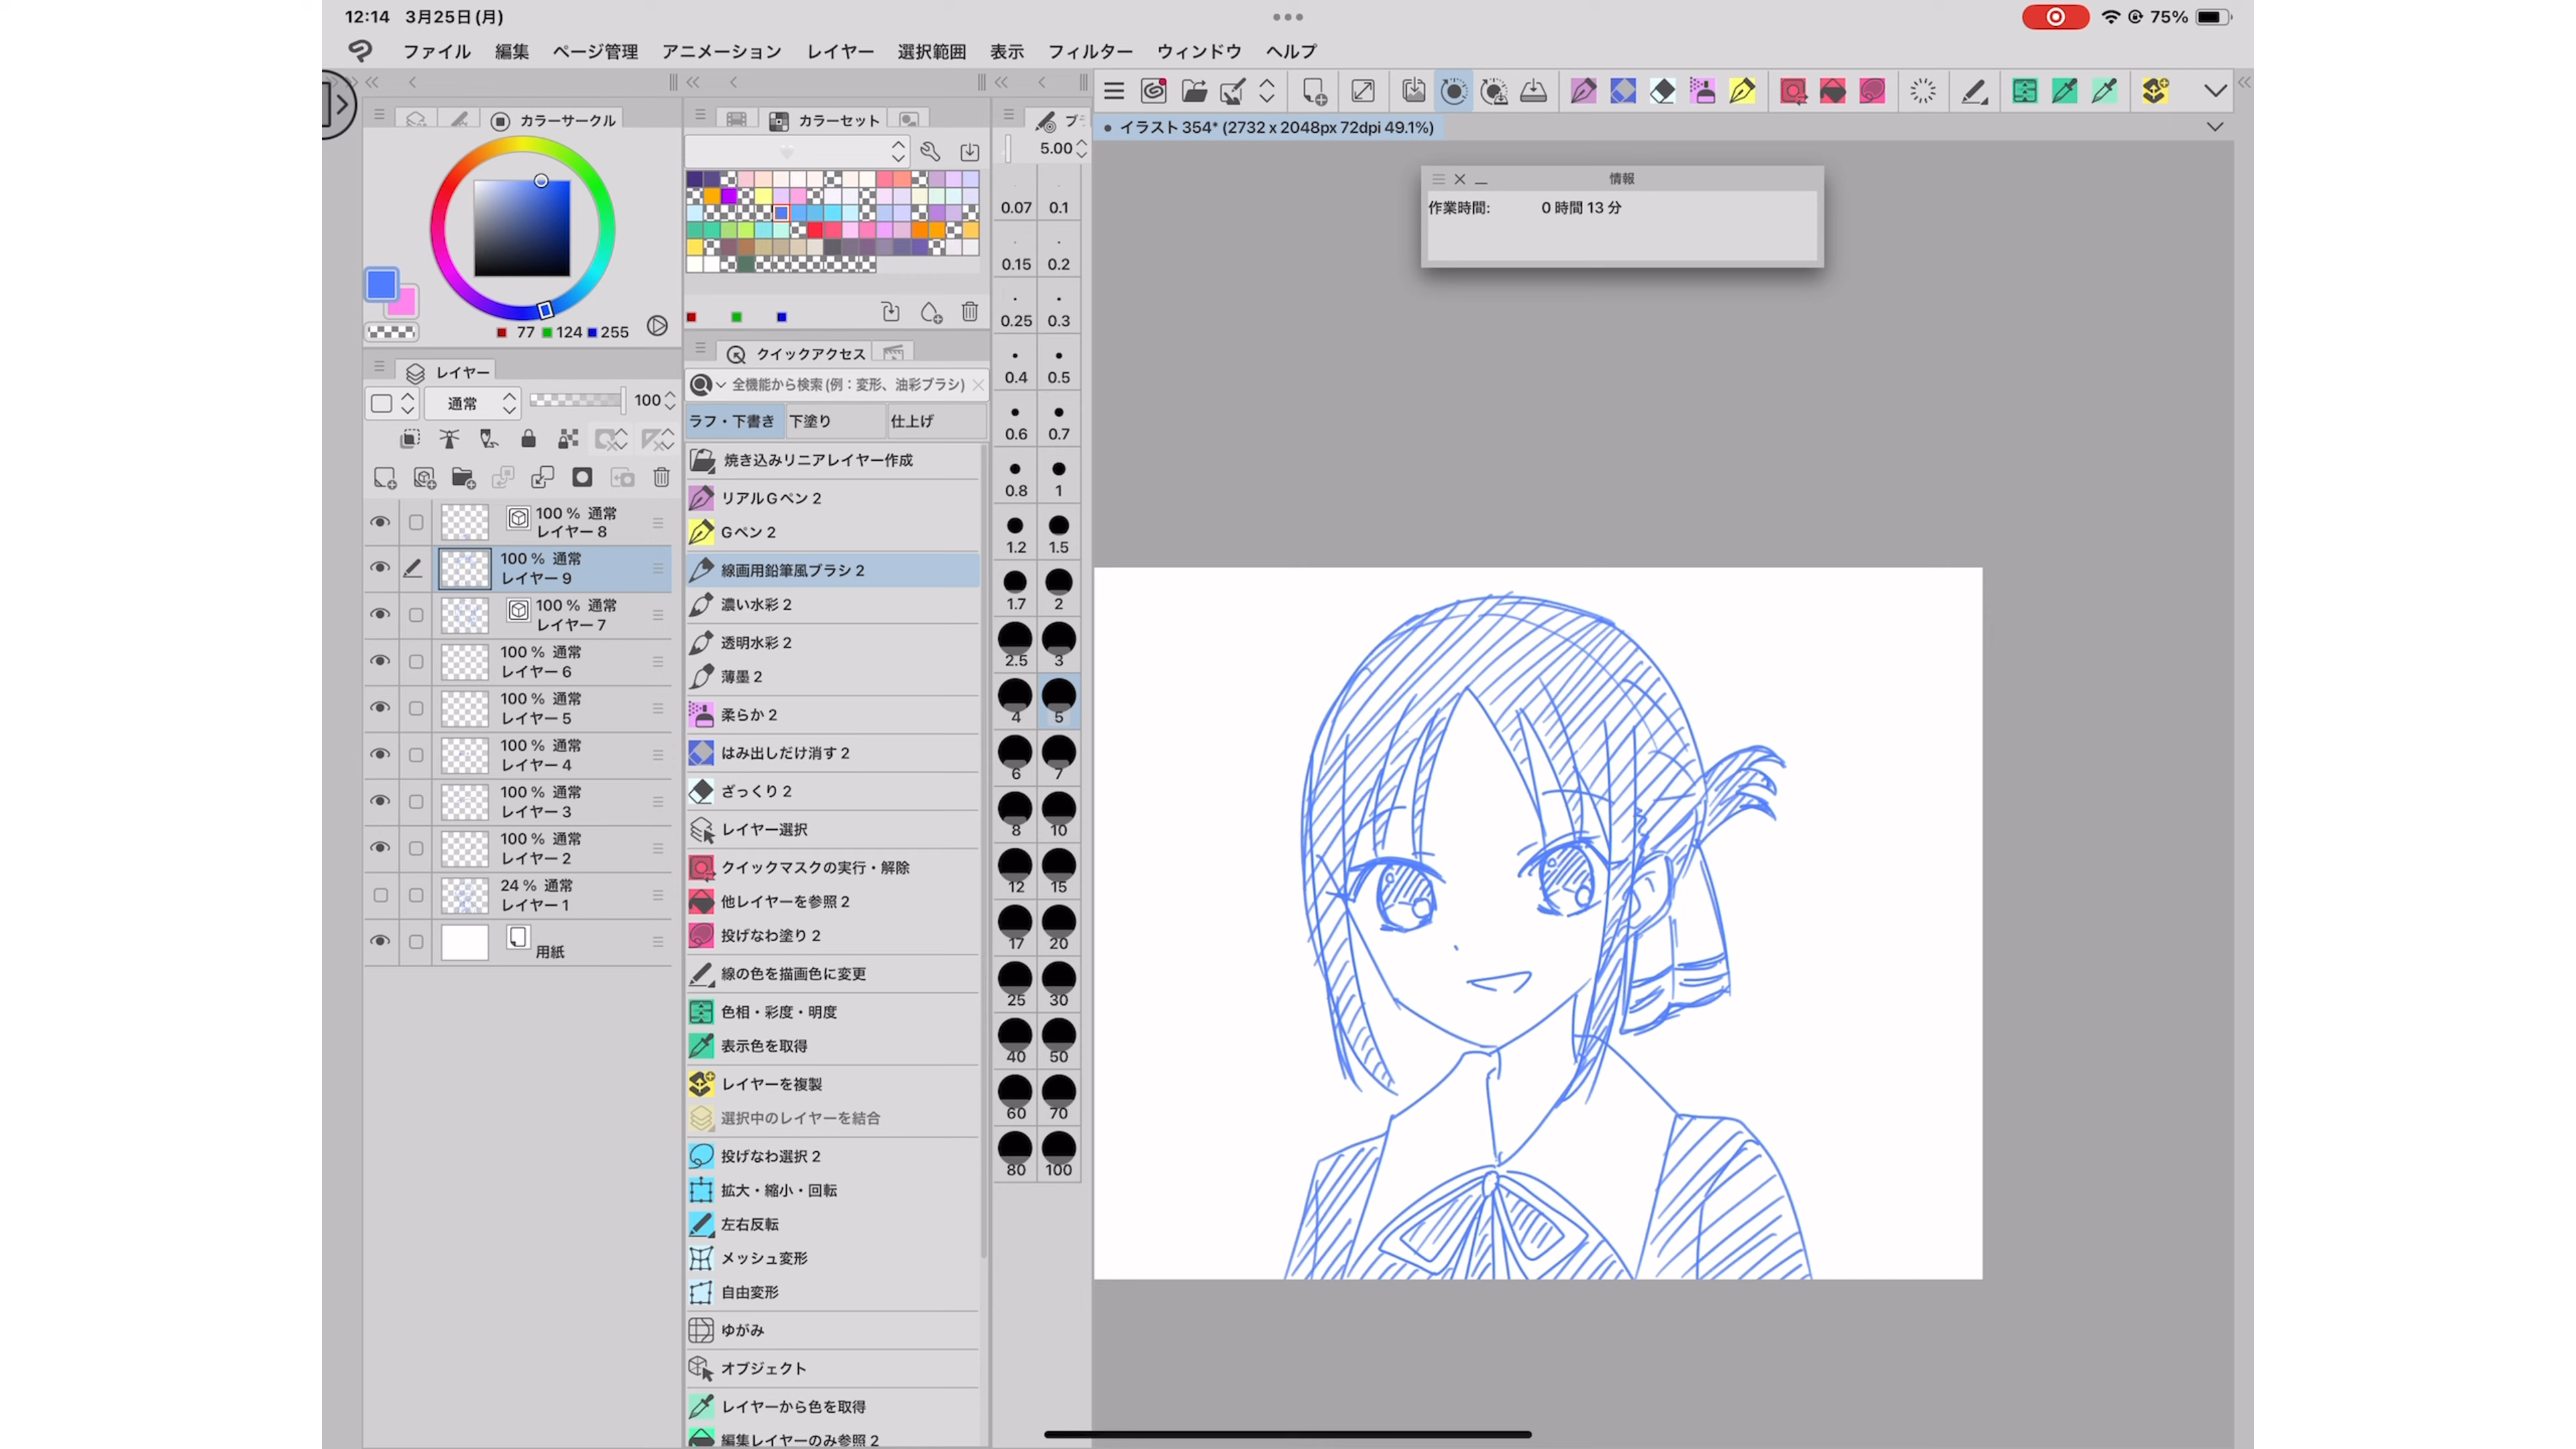 12:14 3月25日(月)
75%
ファイル 編集 ページ管理 アニメーション レイヤー 選択範囲 表示 フィルター ウィンドウ ヘルプ
カラーサークル
77 124 255
レイヤー
通常 100
100 % 通常
レイヤー 8
100 % 通常
レイヤー 9
100 % 通常
レイヤー 7
100 % 通常
レイヤー 6
100 % 通常
レイヤー 5
100 % 通常
レイヤー 4
100 % 通常
レイヤー 3
100 % 通常
レイヤー 2
24 % 通常
レイヤー 1
用紙
カラーセット
クイックアクセス
全機能から検索 (例：変形、油彩ブラシ)
ラフ・下書き 下塗り 仕上げ
焼き込みリニアレイヤー作成
リアルＧペン 2
Gペン 2
線画用鉛筆風ブラシ 2
濃い水彩 2
透明水彩 2
薄墨 2
柔らか 2
はみ出しだけ消す 2
ざっくり 2
レイヤー選択
クイックマスクの実行・解除
他レイヤーを参照 2
投げなわ塗り 2
線の色を描画色に変更
色相・彩度・明度
表示色を取得
レイヤーを複製
選択中のレイヤーを結合
投げなわ選択 2
拡大・縮小・回転
左右反転
メッシュ変形
自由変形
ゆがみ
オブジェクト
レイヤーから色を取得
編集レイヤーのみ参照 2
ブ
5.00
0.07 0.1
0.15 0.2
0.25 0.3
0.4 0.5
0.6 0.7
0.8 1
1.2 1.5
1.7 2
2.5 3
4 5
6 7
8 10
12 15
17 20
25 30
40 50
60 70
80 100
イラスト 354* (2732 x 2048px 72dpi 49.1%)
情報
作業時間: 0 時間 13 分